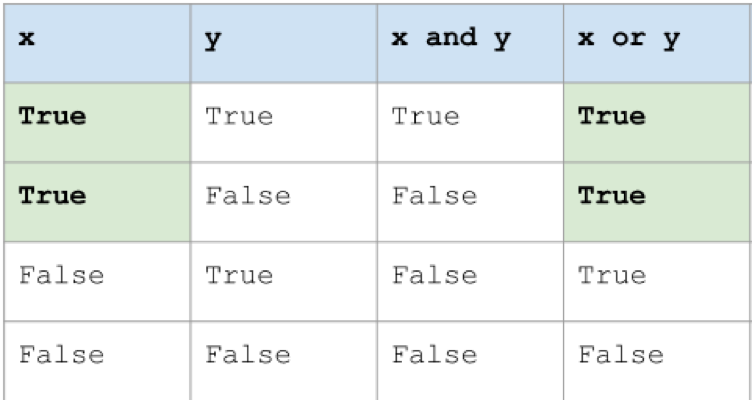 x y x and y x or y
True True True True
True False False True
False True False True
False False False False